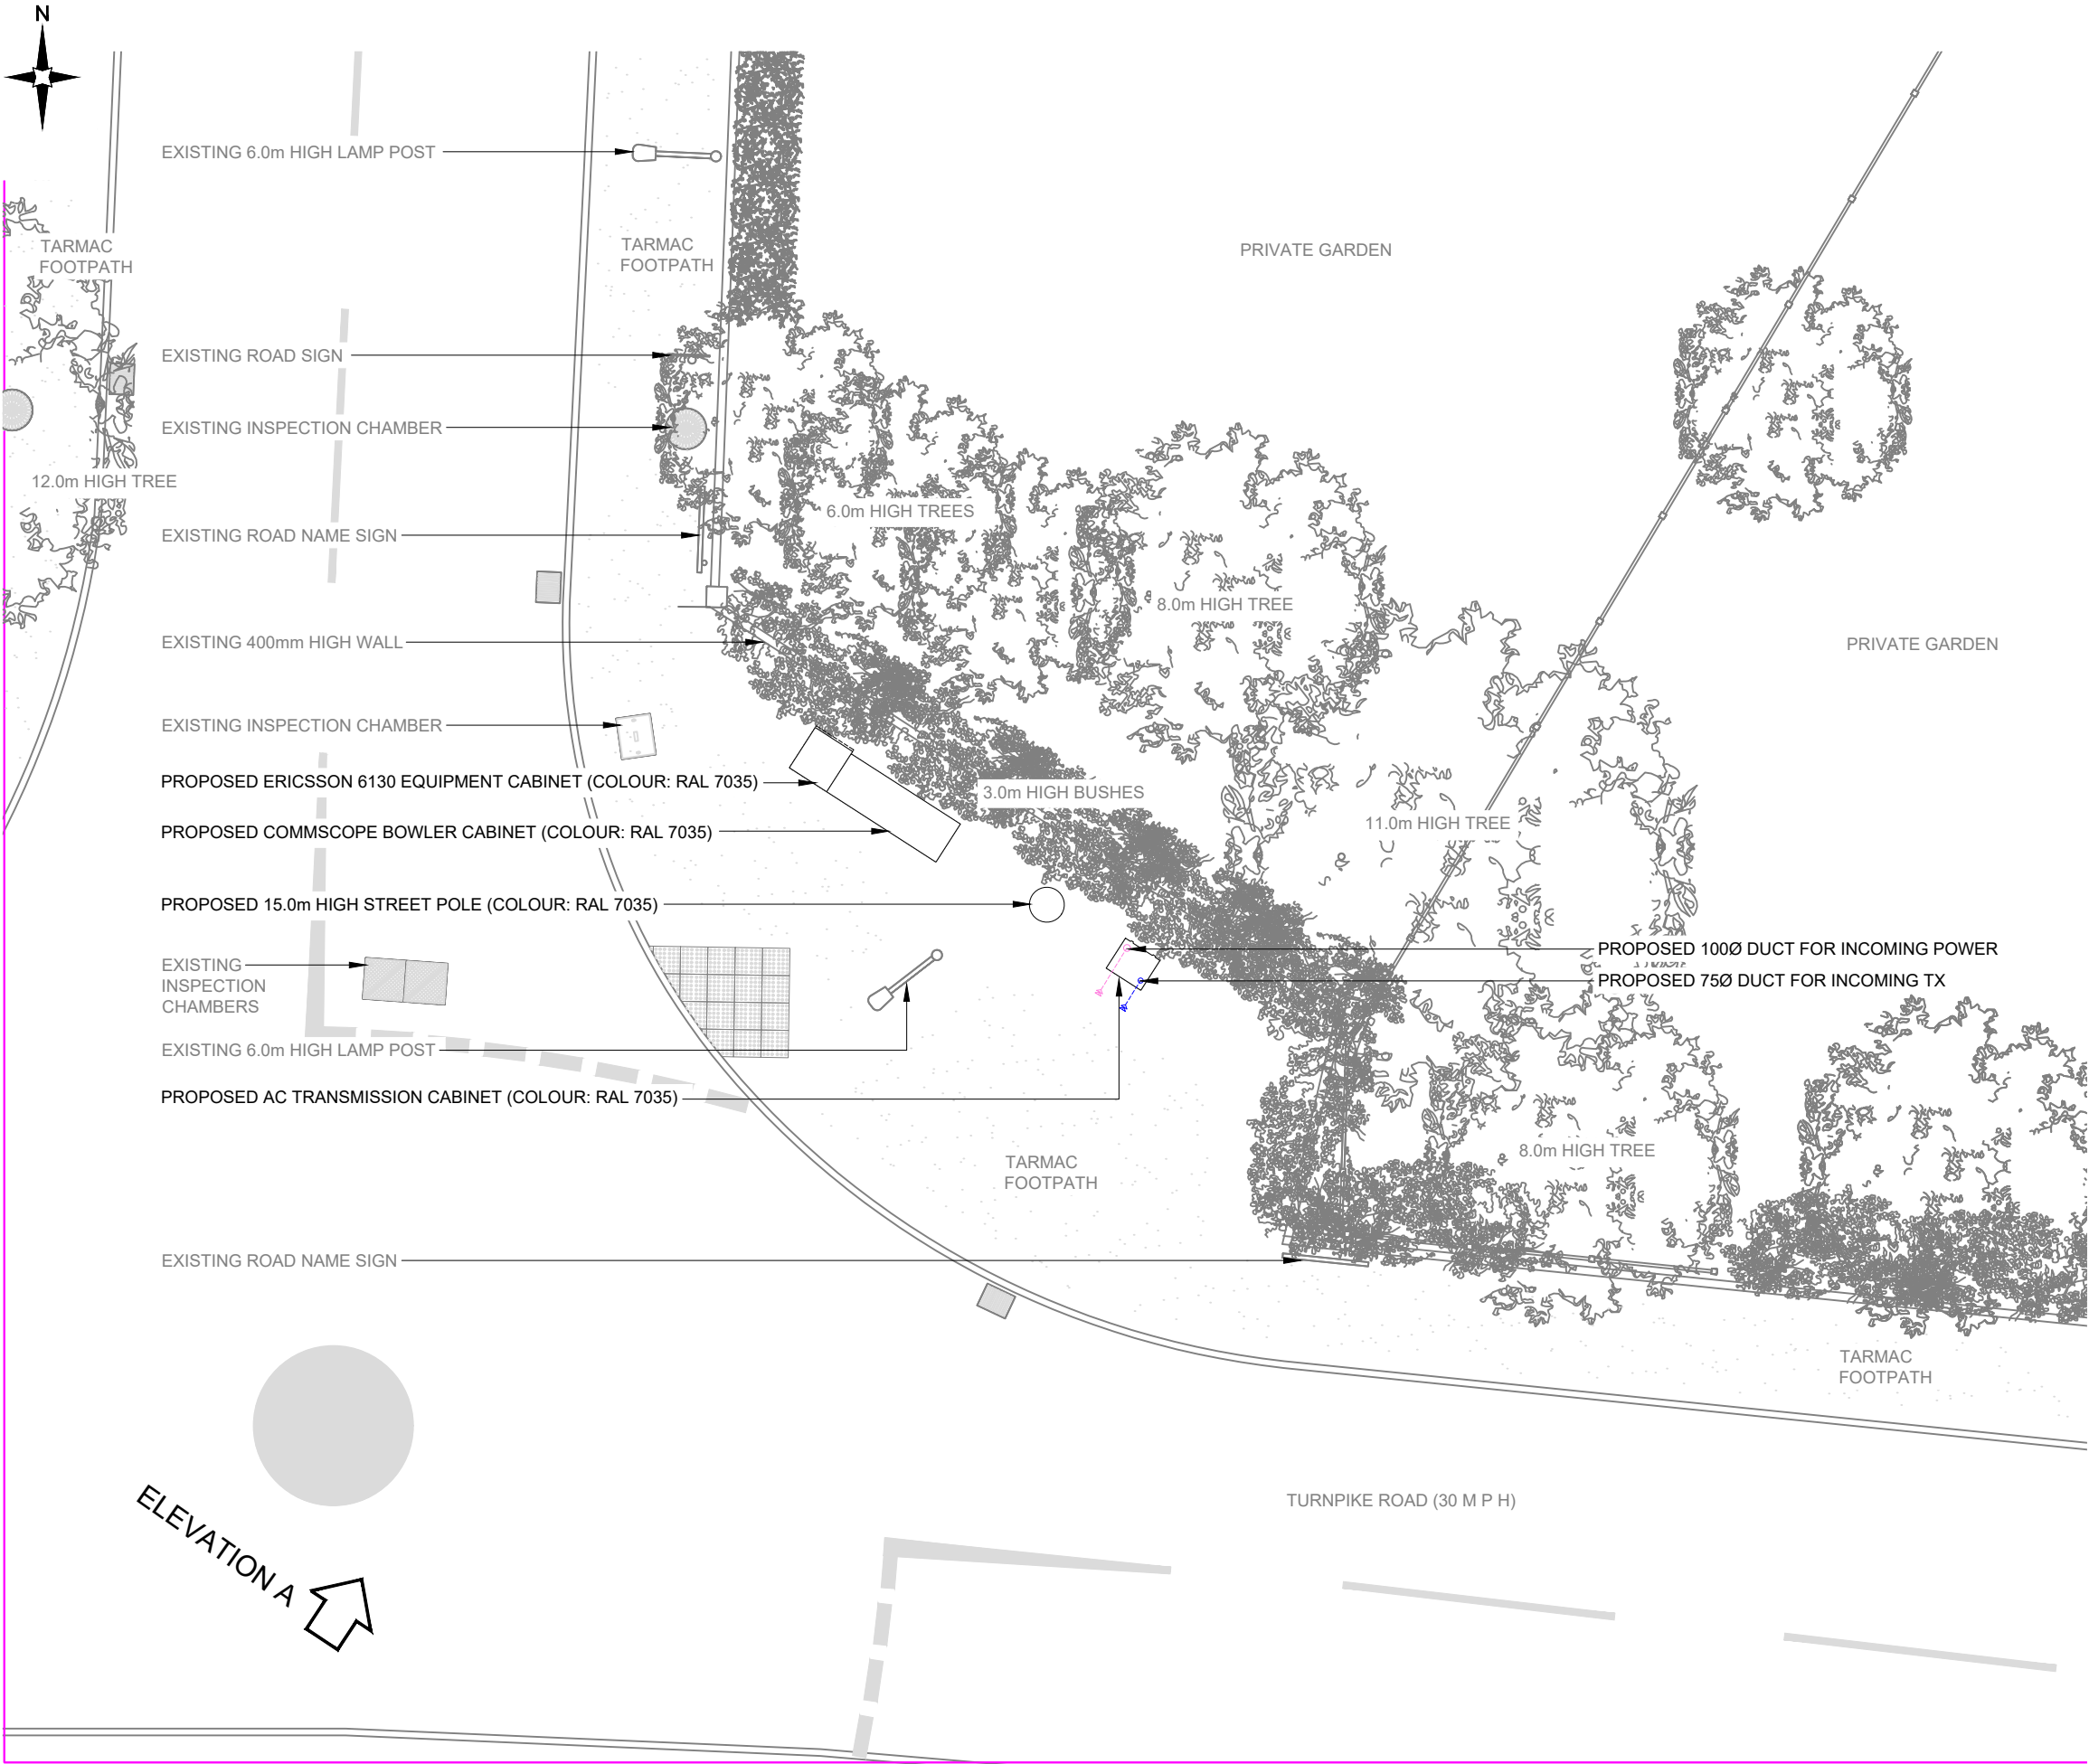 N
EXISTING 6.0m HIGH LAMP POST
TARMAC
FOOTPATH
TARMAC
FOOTPATH
PRIVATE GARDEN
EXISTING ROAD SIGN
EXISTING INSPECTION CHAMBER
12.0m HIGH TREE
6.0m HIGH TREES
EXISTING ROAD NAME SIGN
8.0m HIGH TREE
EXISTING 400mm HIGH WALL
PRIVATE GARDEN
EXISTING INSPECTION CHAMBER
PROPOSED ERICSSON 6130 EQUIPMENT CABINET (COLOUR: RAL 7035)
3.0m HIGH BUSHES
PROPOSED COMMSCOPE BOWLER CABINET (COLOUR: RAL 7035)
11.0m HIGH TREE
PROPOSED 15.0m HIGH STREET POLE (COLOUR: RAL 7035)
PROPOSED 100Ø DUCT FOR INCOMING POWER
EXISTING
INSPECTION
CHAMBERS
PROPOSED 75Ø DUCT FOR INCOMING TX
EXISTING 6.0m HIGH LAMP POST
PROPOSED AC TRANSMISSION CABINET (COLOUR: RAL 7035)
8.0m HIGH TREE
TARMAC
FOOTPATH
EXISTING ROAD NAME SIGN
TARMAC
FOOTPATH
TURNPIKE ROAD (30 M P H)
ELEVATION A